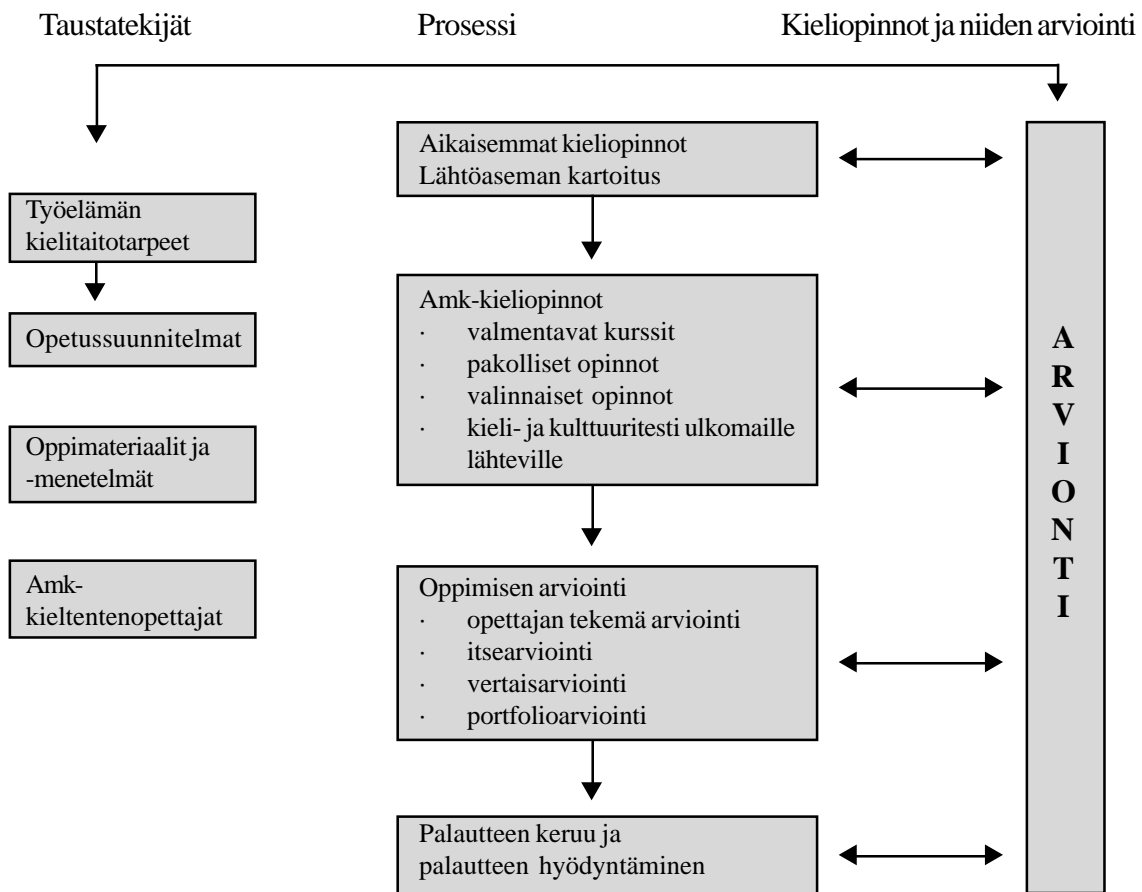 Taustatekijät
Prosessi
Kieliopinnot ja niiden arviointi
Työelämän
kielitaitotarpeet
Opetussuunnitelmat
Oppimateriaalit ja
-menetelmät
Amk-
kieltentenopettajat
Aikaisemmat kieliopinnot
Lähtöaseman kartoitus
Amk-kieliopinnot
· valmentavat kurssit
· pakolliset opinnot
· valinnaiset opinnot
· kieli- ja kulttuuritesti ulkomaille
lähteville
Oppimisen arviointi
· opettajan tekemä arviointi
· itsearviointi
· vertaisarviointi
· portfolioarviointi
Palautteen keruu ja
palautteen hyödyntäminen
A
R
V
I
O
N
T
I